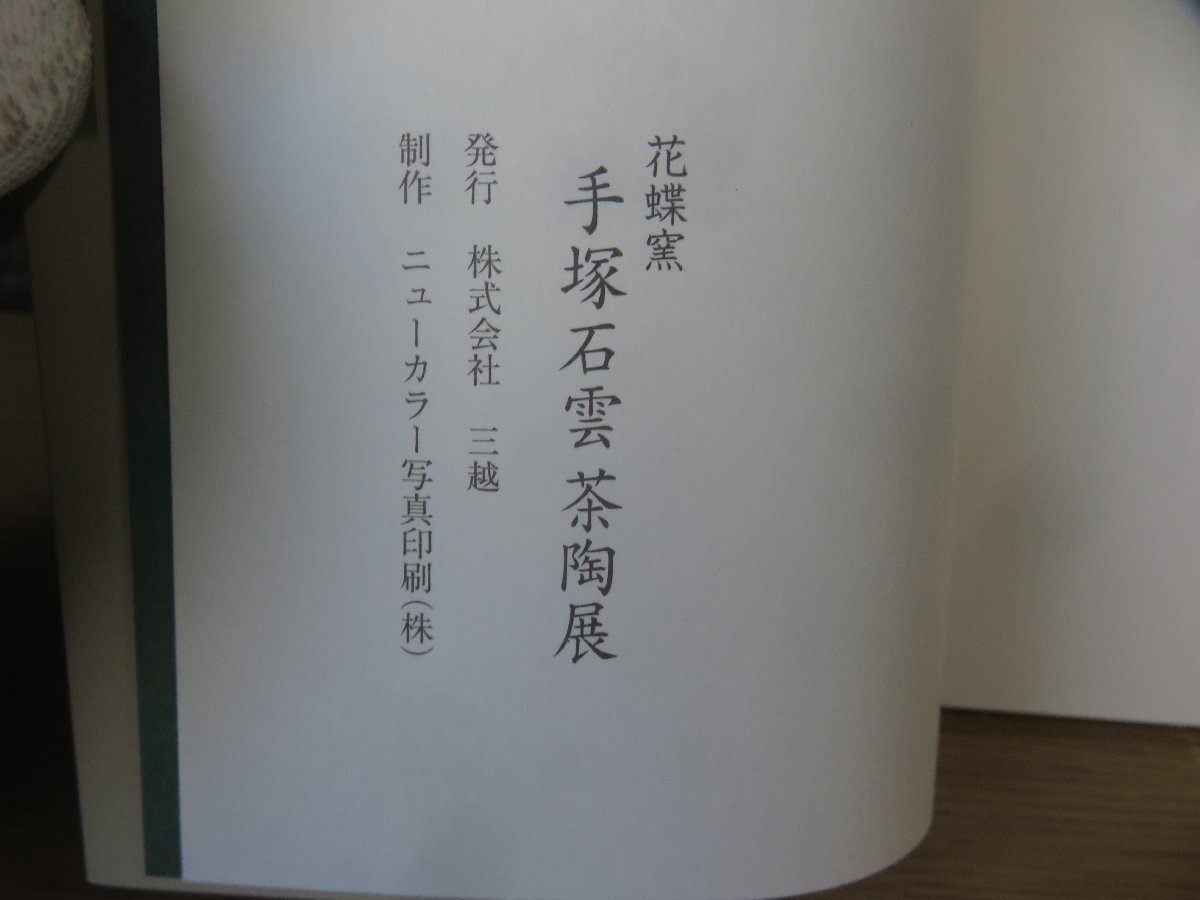 花蝶窯
手塚石雲茶陶展
発行　株式会社　三越
制作　ニューカラー写真印刷(株)